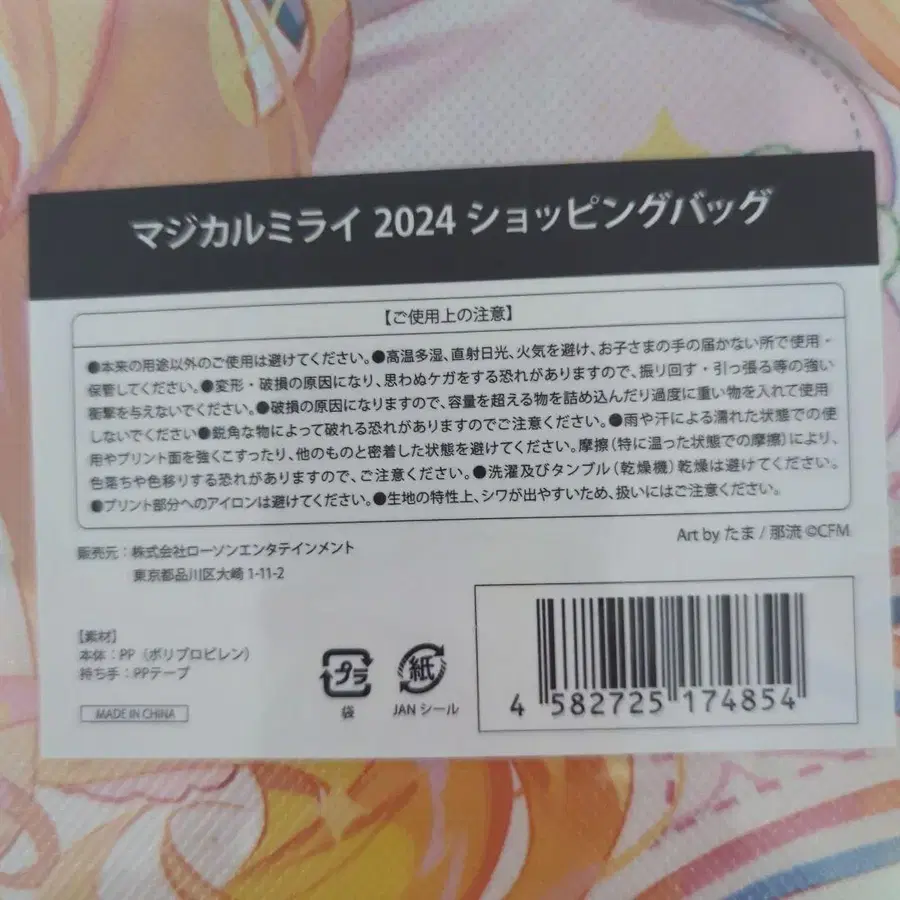 マジカルミライ 2024 ショッピングバッグ
【ご使用上の注意】
●本来の用途以外のご使用は避けてください。●高温多湿、直射日光、火気を避け、お子さまの手の届かない所で使用・
保管してください。●変形・破損の原因になり、思わぬケガをする恐れがありますので、振り回す・引っ張る等の強い
衝撃を与えないでください。●破損の原因になりますので、容量を超える物を詰め込んだり過度に重い物を入れて使用
しないでください●鋭角な物によって破れる恐れがありますのでご注意ください。●雨や汗による濡れた状態での使
用やプリント面を強くこすったり、他のものと密着した状態を避けてください。摩擦（特に湿った状態での摩擦）により、
色落ちや色移りする恐れがありますので、ご注意ください。●洗濯及びタンブル（乾燥機）乾燥は避けてください。
●プリント部分へのアイロンは避けてください。●生地の特性上、シワが出やすいため、扱いにはご注意ください。
Art by たま / 那流 ©CFM
販売元：株式会社ローソンエンタテインメント
東京都品川区大崎 1-11-2
【素材】
本体：PP（ポリプロピレン）
持ち手：PPテープ
MADE IN CHINA
プラ
袋
紙
JAN シール
4 582725 174854